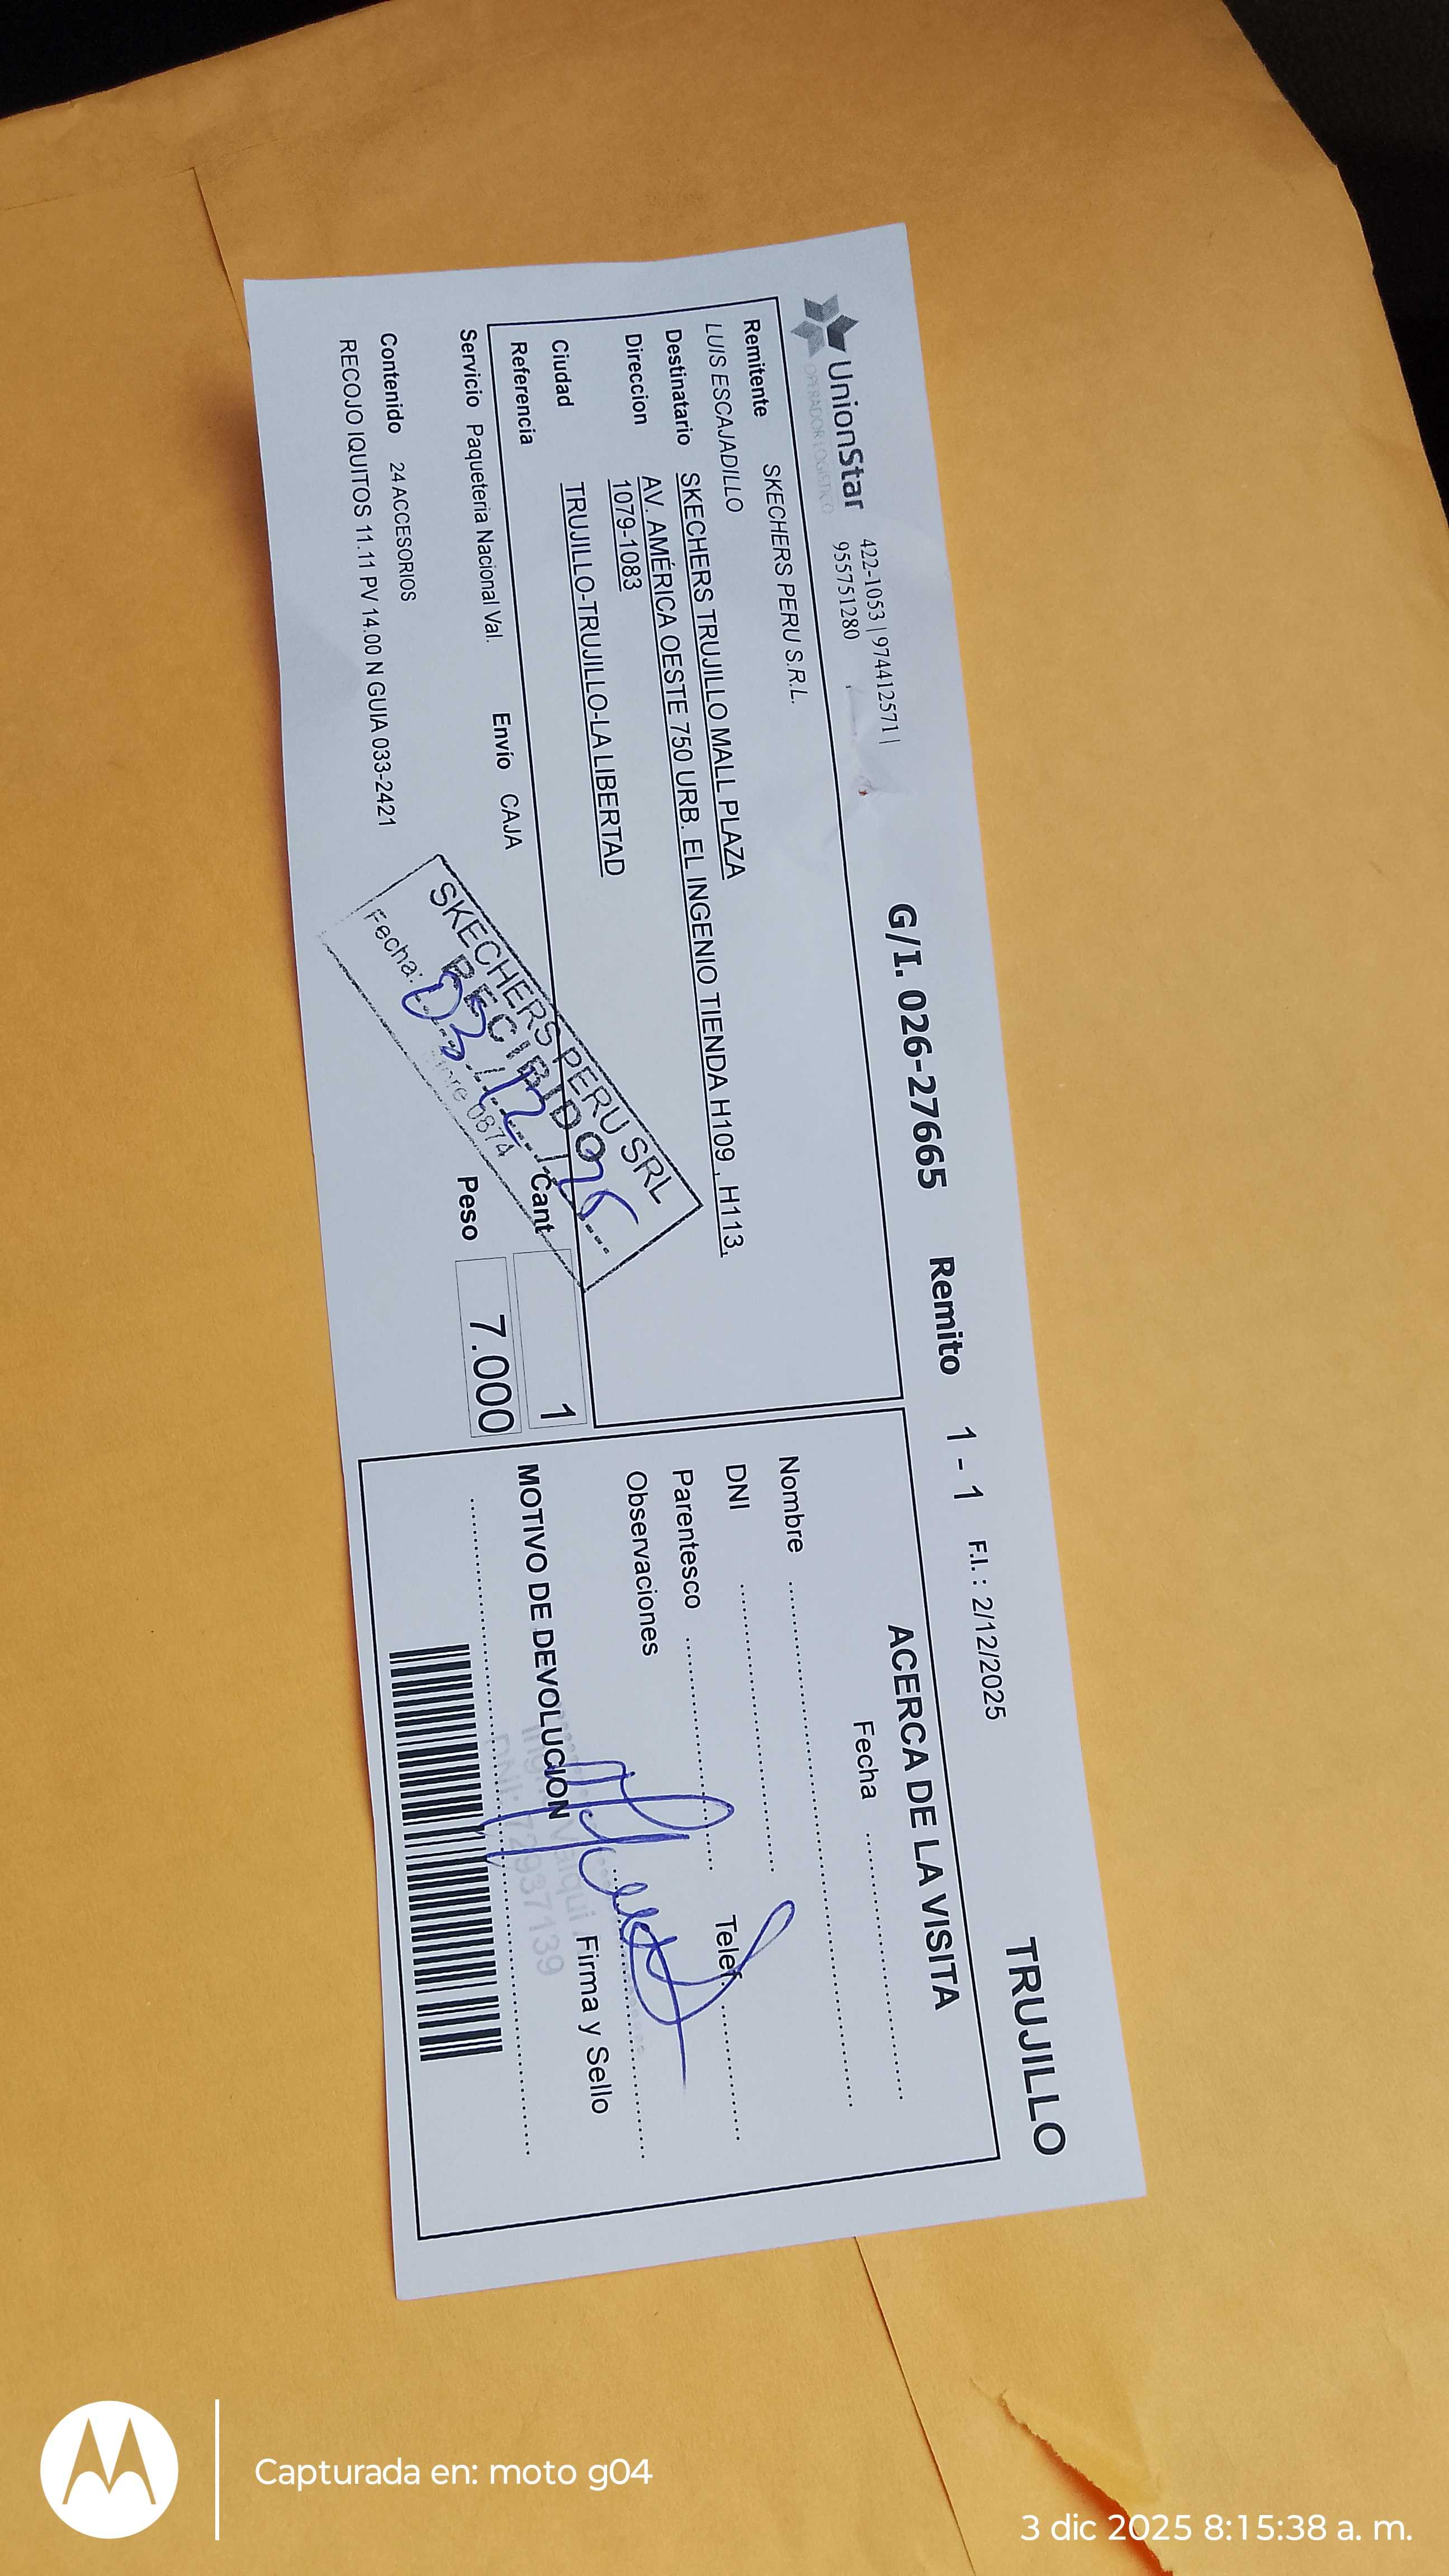 UnionStar
OPERADOR LOGISTICO
422-1053 | 974412571 |
955751280
G/I. 026-27665 Remito 1 - 1 F.I. : 2/12/2025 TRUJILLO
Remitente SKECHERS PERU S.R.L.
LUIS ESCAJADILLO
Destinatario SKECHERS TRUJILLO MALL PLAZA
Direccion AV. AMÉRICA OESTE 750 URB. EL INGENIO TIENDA H109 , H113,
1079-1083
Ciudad TRUJILLO-TRUJILLO-LA LIBERTAD
Referencia
Servicio Paqueteria Nacional Val. Envío CAJA
Cant 1
Peso 7.000
Contenido 24 ACCESORIOS
RECOJO IQUITOS 11.11 PV 14.00 N GUIA 033-2421
SKECHERS PERU SRL
RECIBIDO
Fecha: 03/12/25
0874
ACERCA DE LA VISITA
Fecha
Nombre
DNI
Parentesco Telef.
Observaciones
Firma y Sello
MOTIVO DE DEVOLUCION
DNI: 72937139
Capturada en: moto g04
3 dic 2025 8:15:38 a. m.